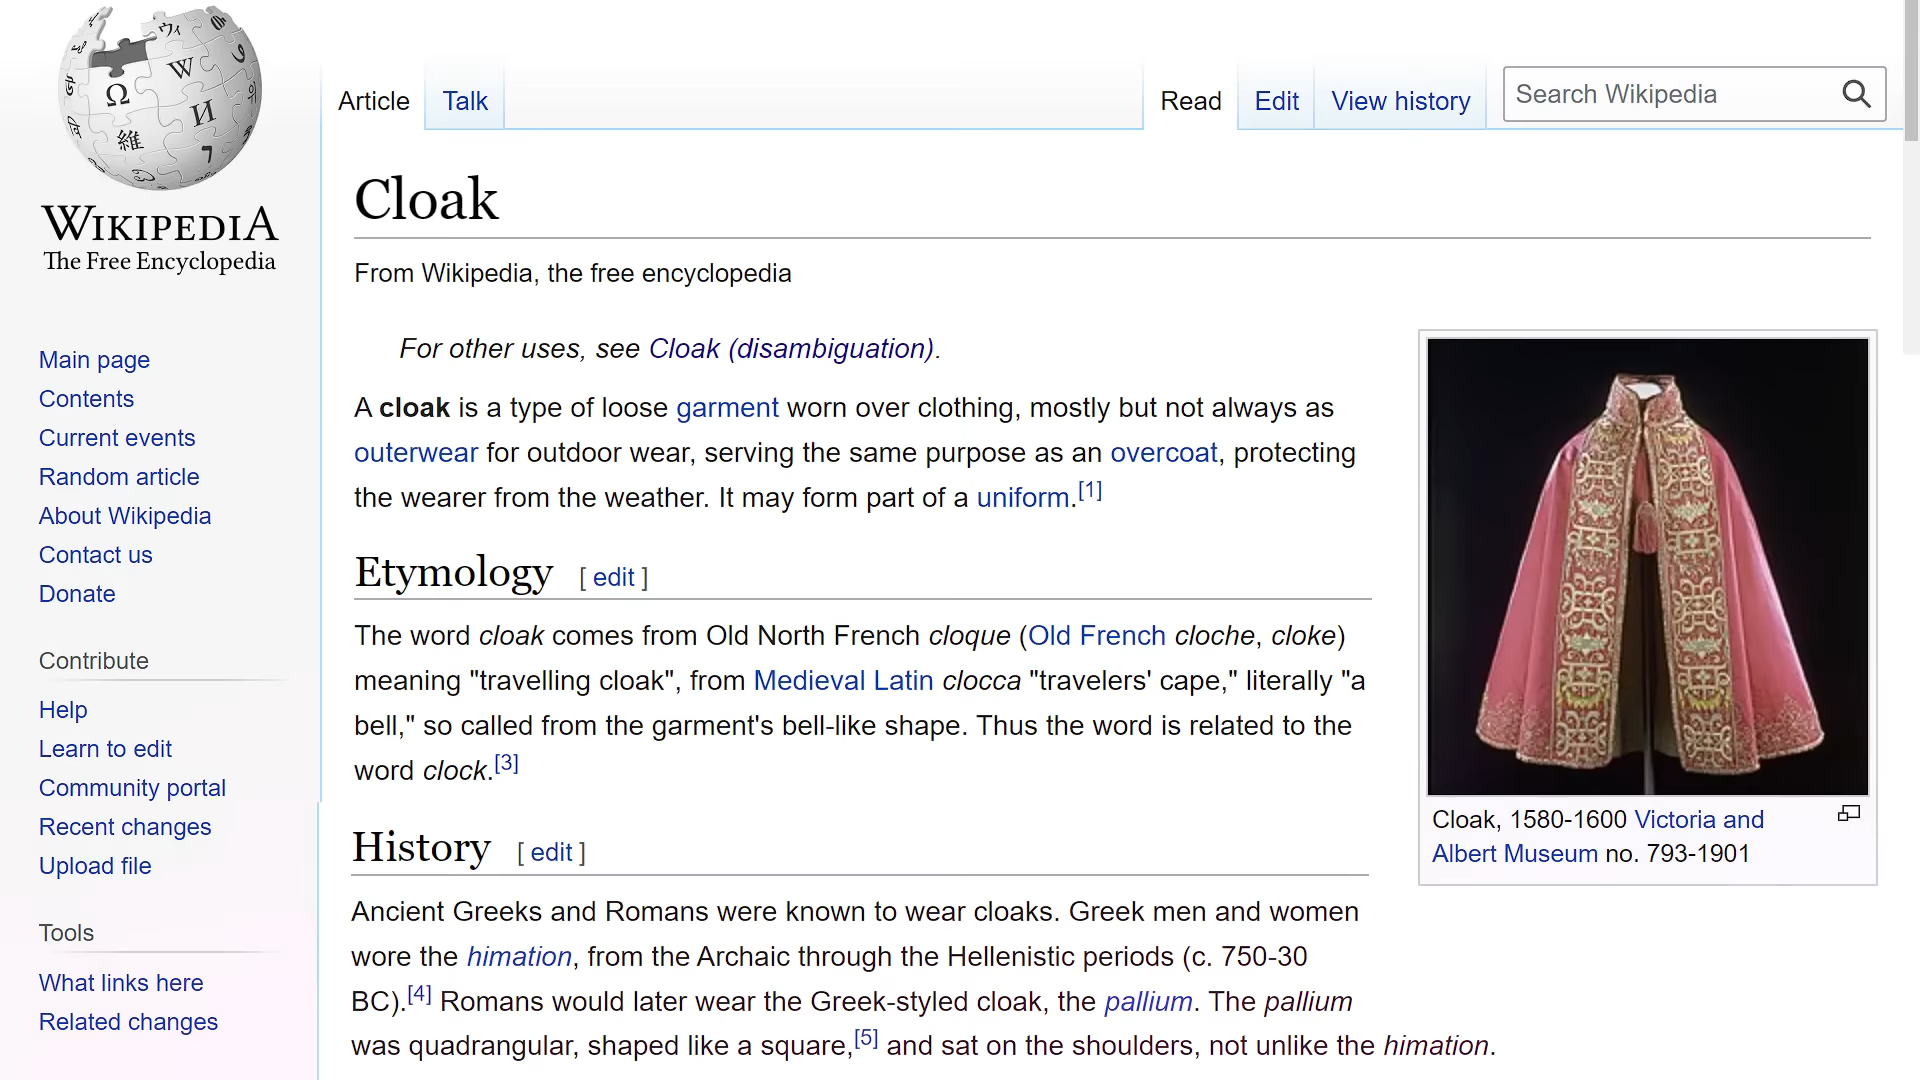 WIKIPEDIA
The Free Encyclopedia
Main page
Contents
Current events
Random article
About Wikipedia
Contact us
Donate
Contribute
Help
Learn to edit
Community portal
Recent changes
Upload file
Tools
What links here
Related changes
Article Talk Read Edit View history Search Wikipedia
Cloak
From Wikipedia, the free encyclopedia
For other uses, see Cloak (disambiguation).
A cloak is a type of loose garment worn over clothing, mostly but not always as
outerwear for outdoor wear, serving the same purpose as an overcoat, protecting
the wearer from the weather. It may form part of a uniform.[1]
Etymology [ edit ]
The word cloak comes from Old North French cloque (Old French cloche, cloke)
meaning "travelling cloak", from Medieval Latin clocca "travelers' cape," literally "a
bell," so called from the garment's bell-like shape. Thus the word is related to the
word clock.[3]
History [ edit ]
Ancient Greeks and Romans were known to wear cloaks. Greek men and women
wore the himation, from the Archaic through the Hellenistic periods (c. 750-30
BC).[4] Romans would later wear the Greek-styled cloak, the pallium. The pallium
was quadrangular, shaped like a square,[5] and sat on the shoulders, not unlike the himation.
Cloak, 1580-1600 Victoria and
Albert Museum no. 793-1901